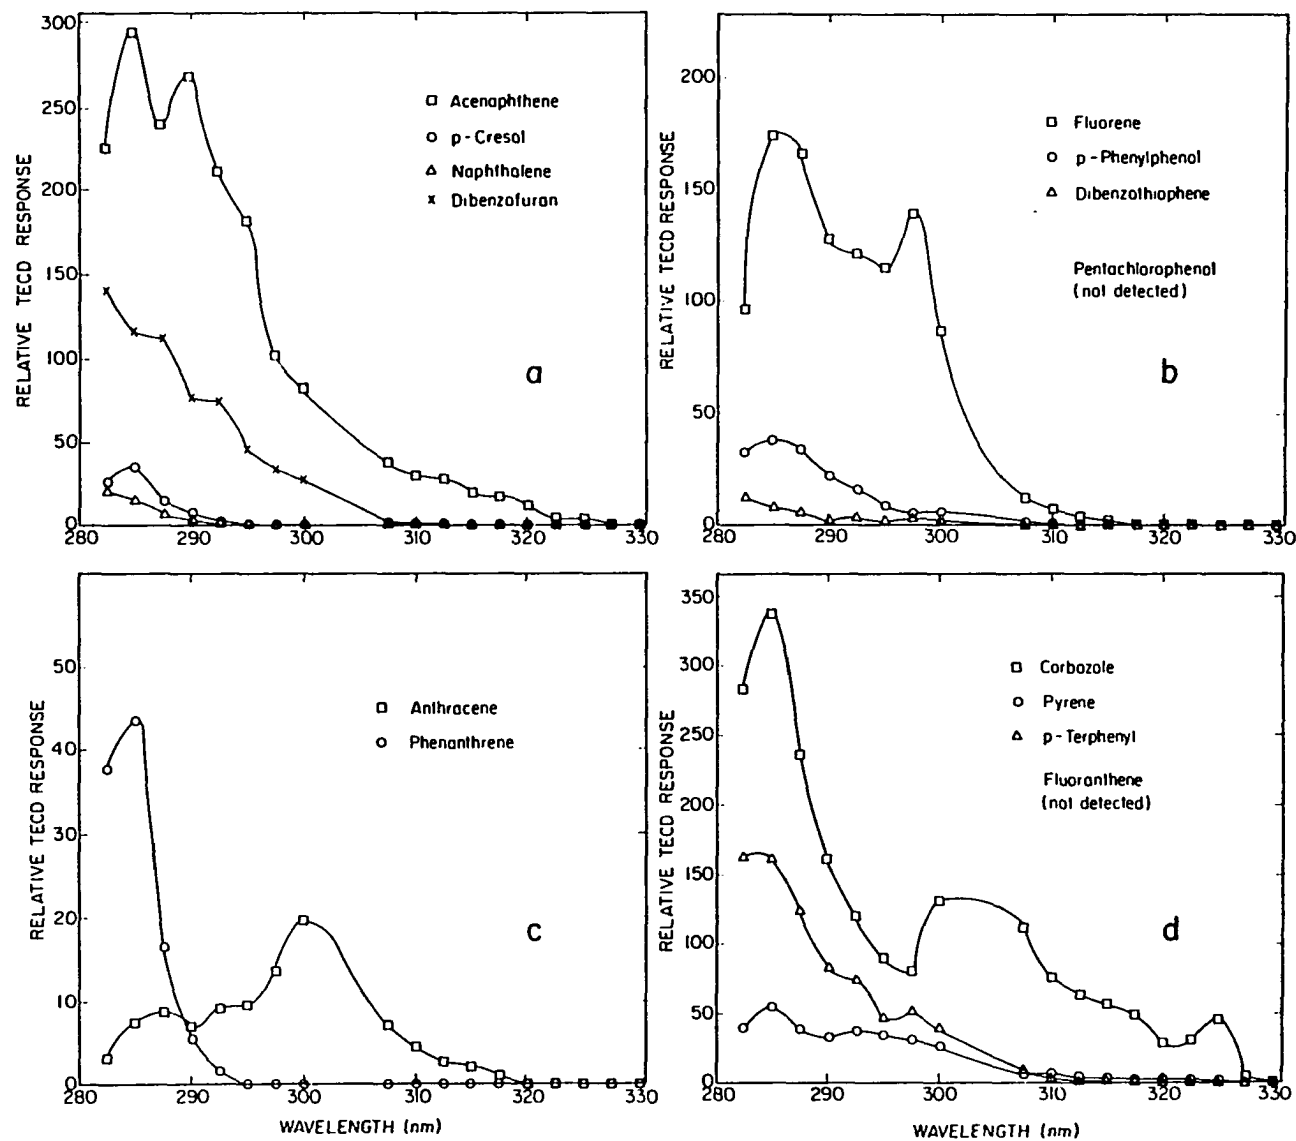 RELATIVE TECD RESPONSE
300
250
200
150
100
50
0
280
290
300
310
320
330
Acenaphthene
p-Cresol
Naphthalene
Dibenzofuran
a
RELATIVE TECD RESPONSE
200
150
100
50
0
280
290
300
310
320
330
Fluorene
p-Phenylphenol
Dibenzothiophene
Pentachlorophenol
(not detected)
b
RELATIVE TECD RESPONSE
50
40
30
20
10
0
280
290
300
310
320
330
Anthracene
Phenanthrene
c
WAVELENGTH (nm)
RELATIVE TECD RESPONSE
350
300
250
200
150
100
50
0
280
290
300
310
320
330
Carbazole
Pyrene
p-Terphenyl
Fluoranthene
(not detected)
d
WAVELENGTH (nm)